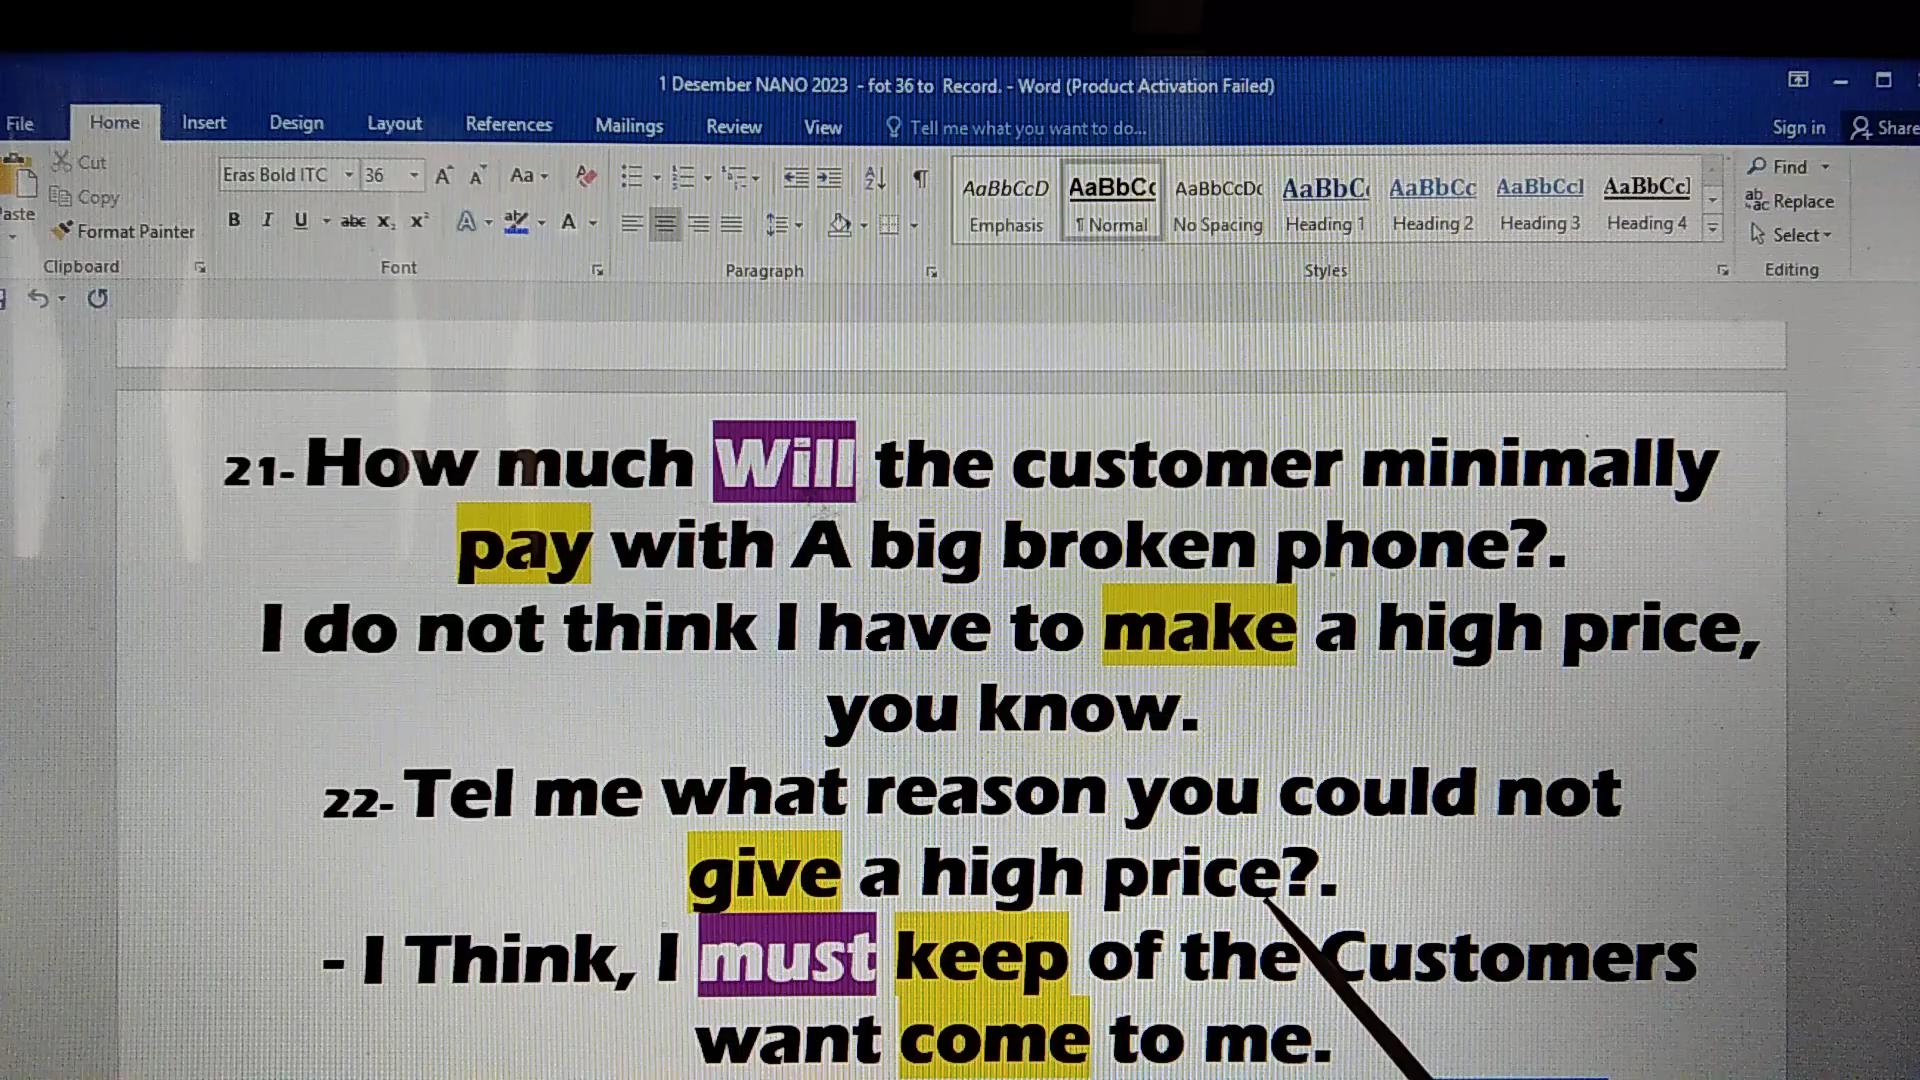 1 Desember NANO 2023 - fot 36 to Record. - Word (Product Activation Failed)
File Home Insert Design Layout References Mailings Review View Tell me what you want to do... Sign in Share
Cut
Copy
Format Painter
Clipboard
Eras Bold ITC 36
Font
Paragraph
AaBbCcD AaBbCc AaBbCcDc AaBbC AaBbCc AaBbCcI AaBbCcI
Emphasis ¶ Normal No Spacing Heading 1 Heading 2 Heading 3 Heading 4
Styles
Find
Replace
Select
Editing
21- How much Will the customer minimally
pay with A big broken phone?.
I do not think I have to make a high price,
you know.
22- Tel me what reason you could not
give a high price?.
- I Think, I must keep of the Customers
want come to me.